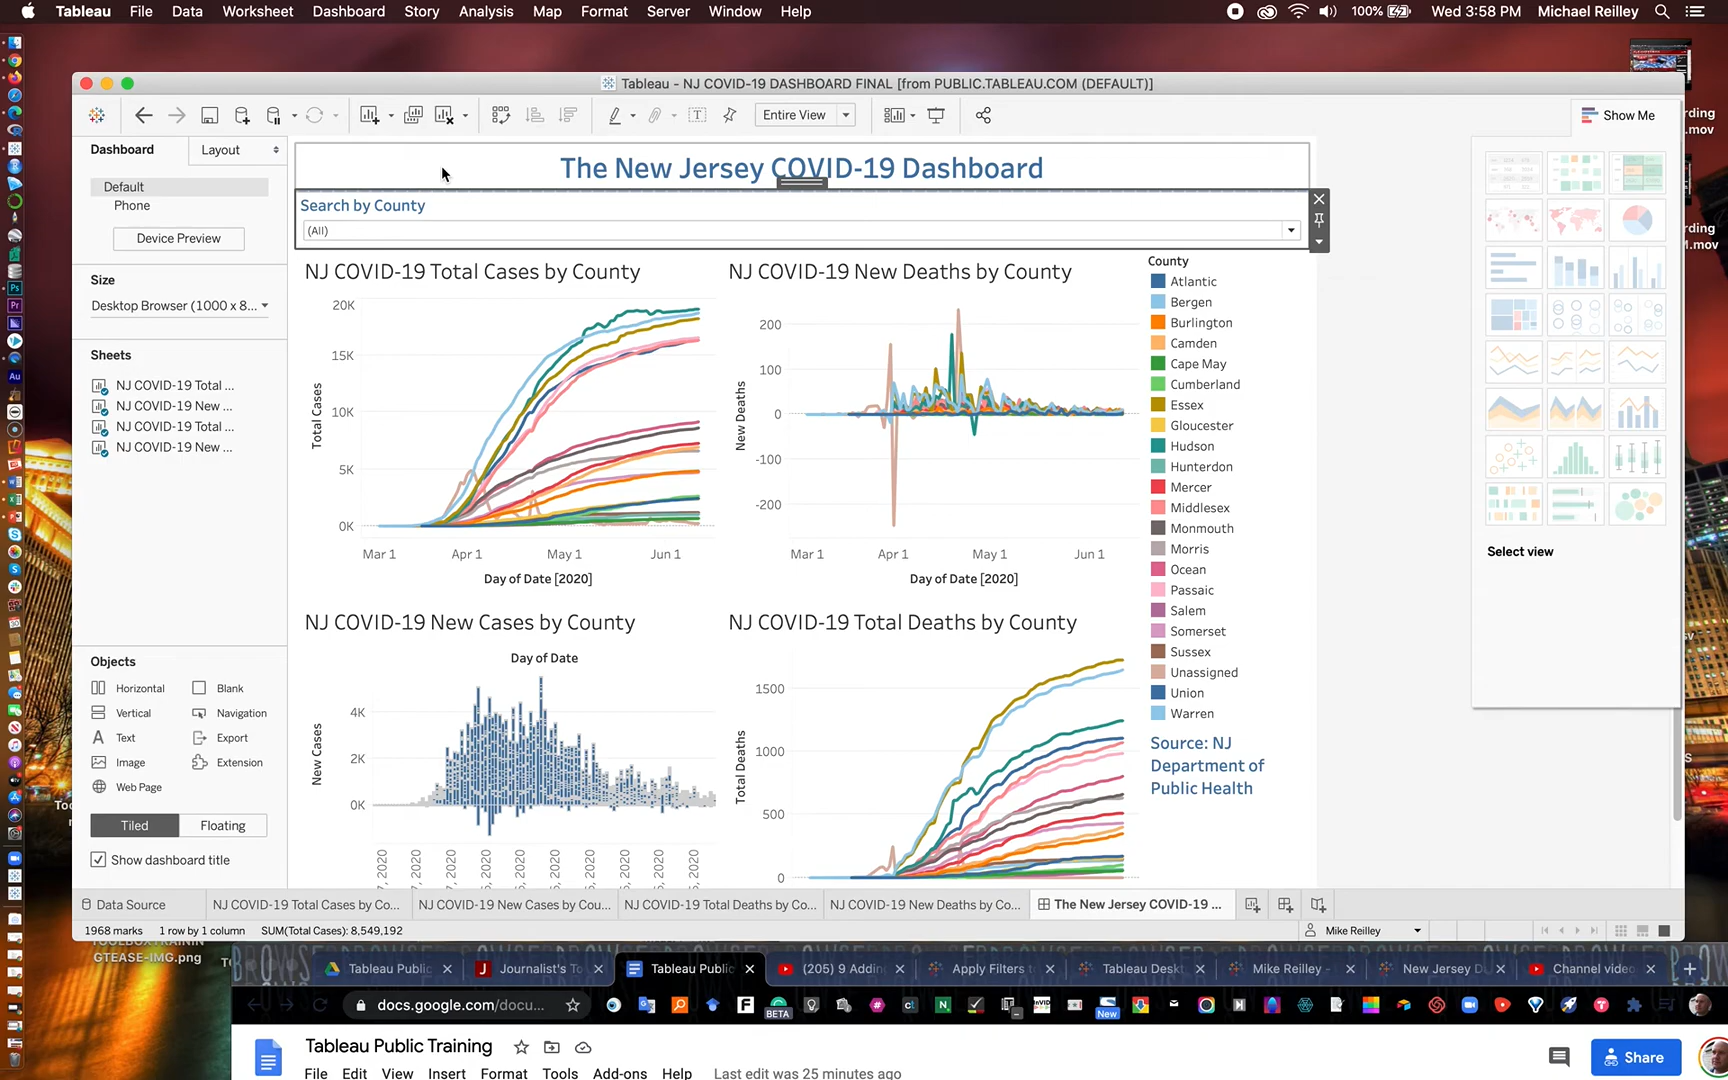 Tableau File Data Worksheet Dashboard Story Analysis Map Format Server Window Help 100% Wed 3:58 PM Michael Reilley
Tableau - NJ COVID-19 DASHBOARD FINAL [from PUBLIC.TABLEAU.COM (DEFAULT)]
Entire View
Show Me
rding
.mov
Dashboard Layout
Default
Phone
Device Preview
Size
Desktop Browser (1000 x 8...
Sheets
NJ COVID-19 Total ...
NJ COVID-19 New ...
NJ COVID-19 Total ...
NJ COVID-19 New ...
Objects
Horizontal Blank
Vertical Navigation
Text Export
Image Extension
Web Page
Tiled Floating
Show dashboard title
The New Jersey COVID-19 Dashboard
Search by County
(All)
NJ COVID-19 Total Cases by County
20K
15K
10K
5K
0K
Total Cases
Mar 1 Apr 1 May 1 Jun 1
Day of Date [2020]
NJ COVID-19 New Deaths by County
200
100
0
-100
-200
New Deaths
Mar 1 Apr 1 May 1 Jun 1
Day of Date [2020]
NJ COVID-19 New Cases by County
Day of Date
4K
2K
0K
New Cases
NJ COVID-19 Total Deaths by County
1500
1000
500
0
Total Deaths
County
Atlantic
Bergen
Burlington
Camden
Cape May
Cumberland
Essex
Gloucester
Hudson
Hunterdon
Mercer
Middlesex
Monmouth
Morris
Ocean
Passaic
Salem
Somerset
Sussex
Unassigned
Union
Warren
Source: NJ
Department of
Public Health
Select view
rding
1.mov
Data Source NJ COVID-19 Total Cases by Co... NJ COVID-19 New Cases by Cou... NJ COVID-19 Total Deaths by Co... NJ COVID-19 New Deaths by Co... The New Jersey COVID-19 ...
1968 marks 1 row by 1 column SUM(Total Cases): 8,549,192 Mike Reilley
GTEASE-IMG.png
Tableau Public Journalist's To Tableau Public (205) 9 Adding Apply Filters t Tableau Deskt Mike Reilley - New Jersey D Channel video
docs.google.com/docu...
BETA
New
Tableau Public Training
Share
File Edit View Insert Format Tools Add-ons Help Last edit was 25 minutes ago